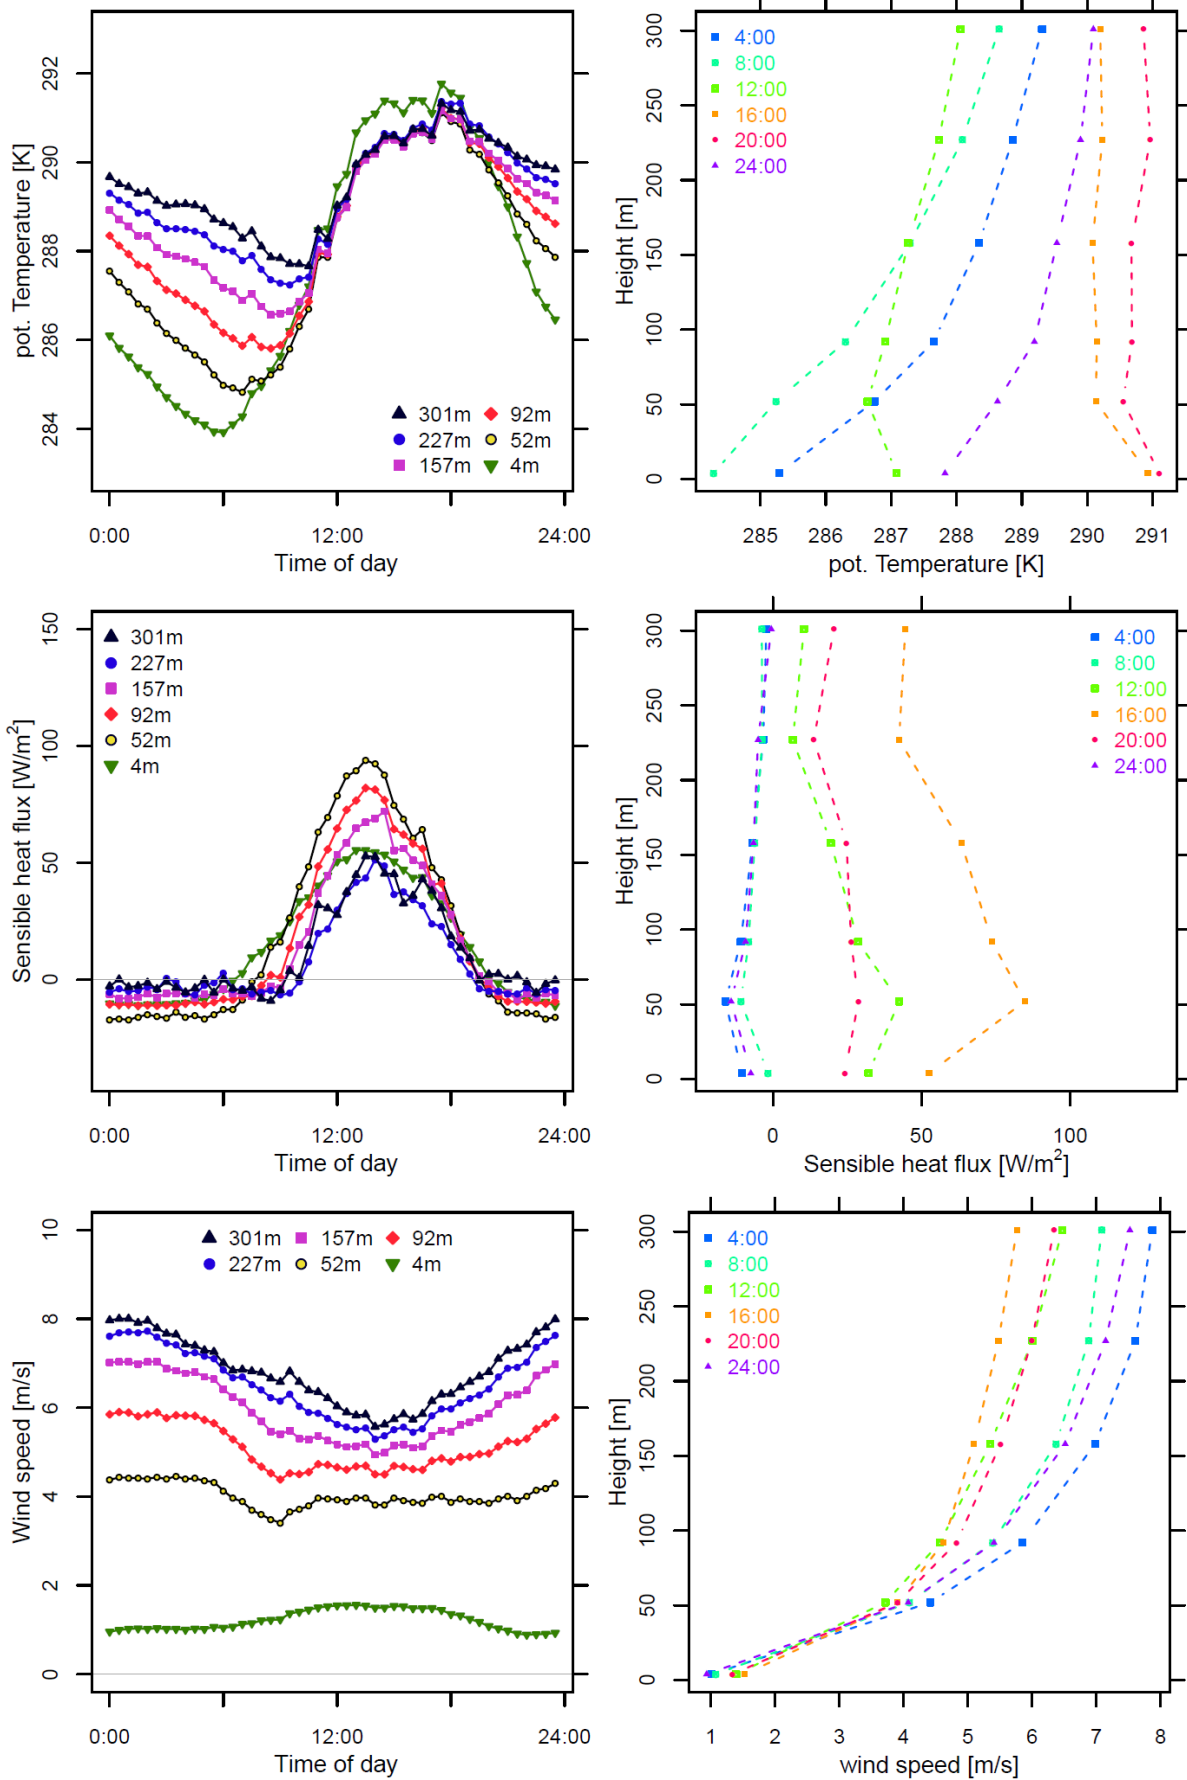 292
290
288
286
284
pot. Temperature [K]
301m
227m
157m
92m
52m
4m
0:00
12:00
24:00
Time of day
300
250
200
150
100
50
0
Height [m]
4:00
8:00
12:00
16:00
20:00
24:00
285
286
287
288
289
290
291
pot. Temperature [K]
150
100
50
0
Sensible heat flux [W/m²]
301m
227m
157m
92m
52m
4m
0:00
12:00
24:00
Time of day
300
250
200
150
100
50
0
Height [m]
4:00
8:00
12:00
16:00
20:00
24:00
0
50
100
Sensible heat flux [W/m²]
10
8
6
4
2
0
Wind speed [m/s]
301m
157m
92m
227m
52m
4m
0:00
12:00
24:00
Time of day
300
250
200
150
100
50
0
Height [m]
4:00
8:00
12:00
16:00
20:00
24:00
1
2
3
4
5
6
7
8
wind speed [m/s]